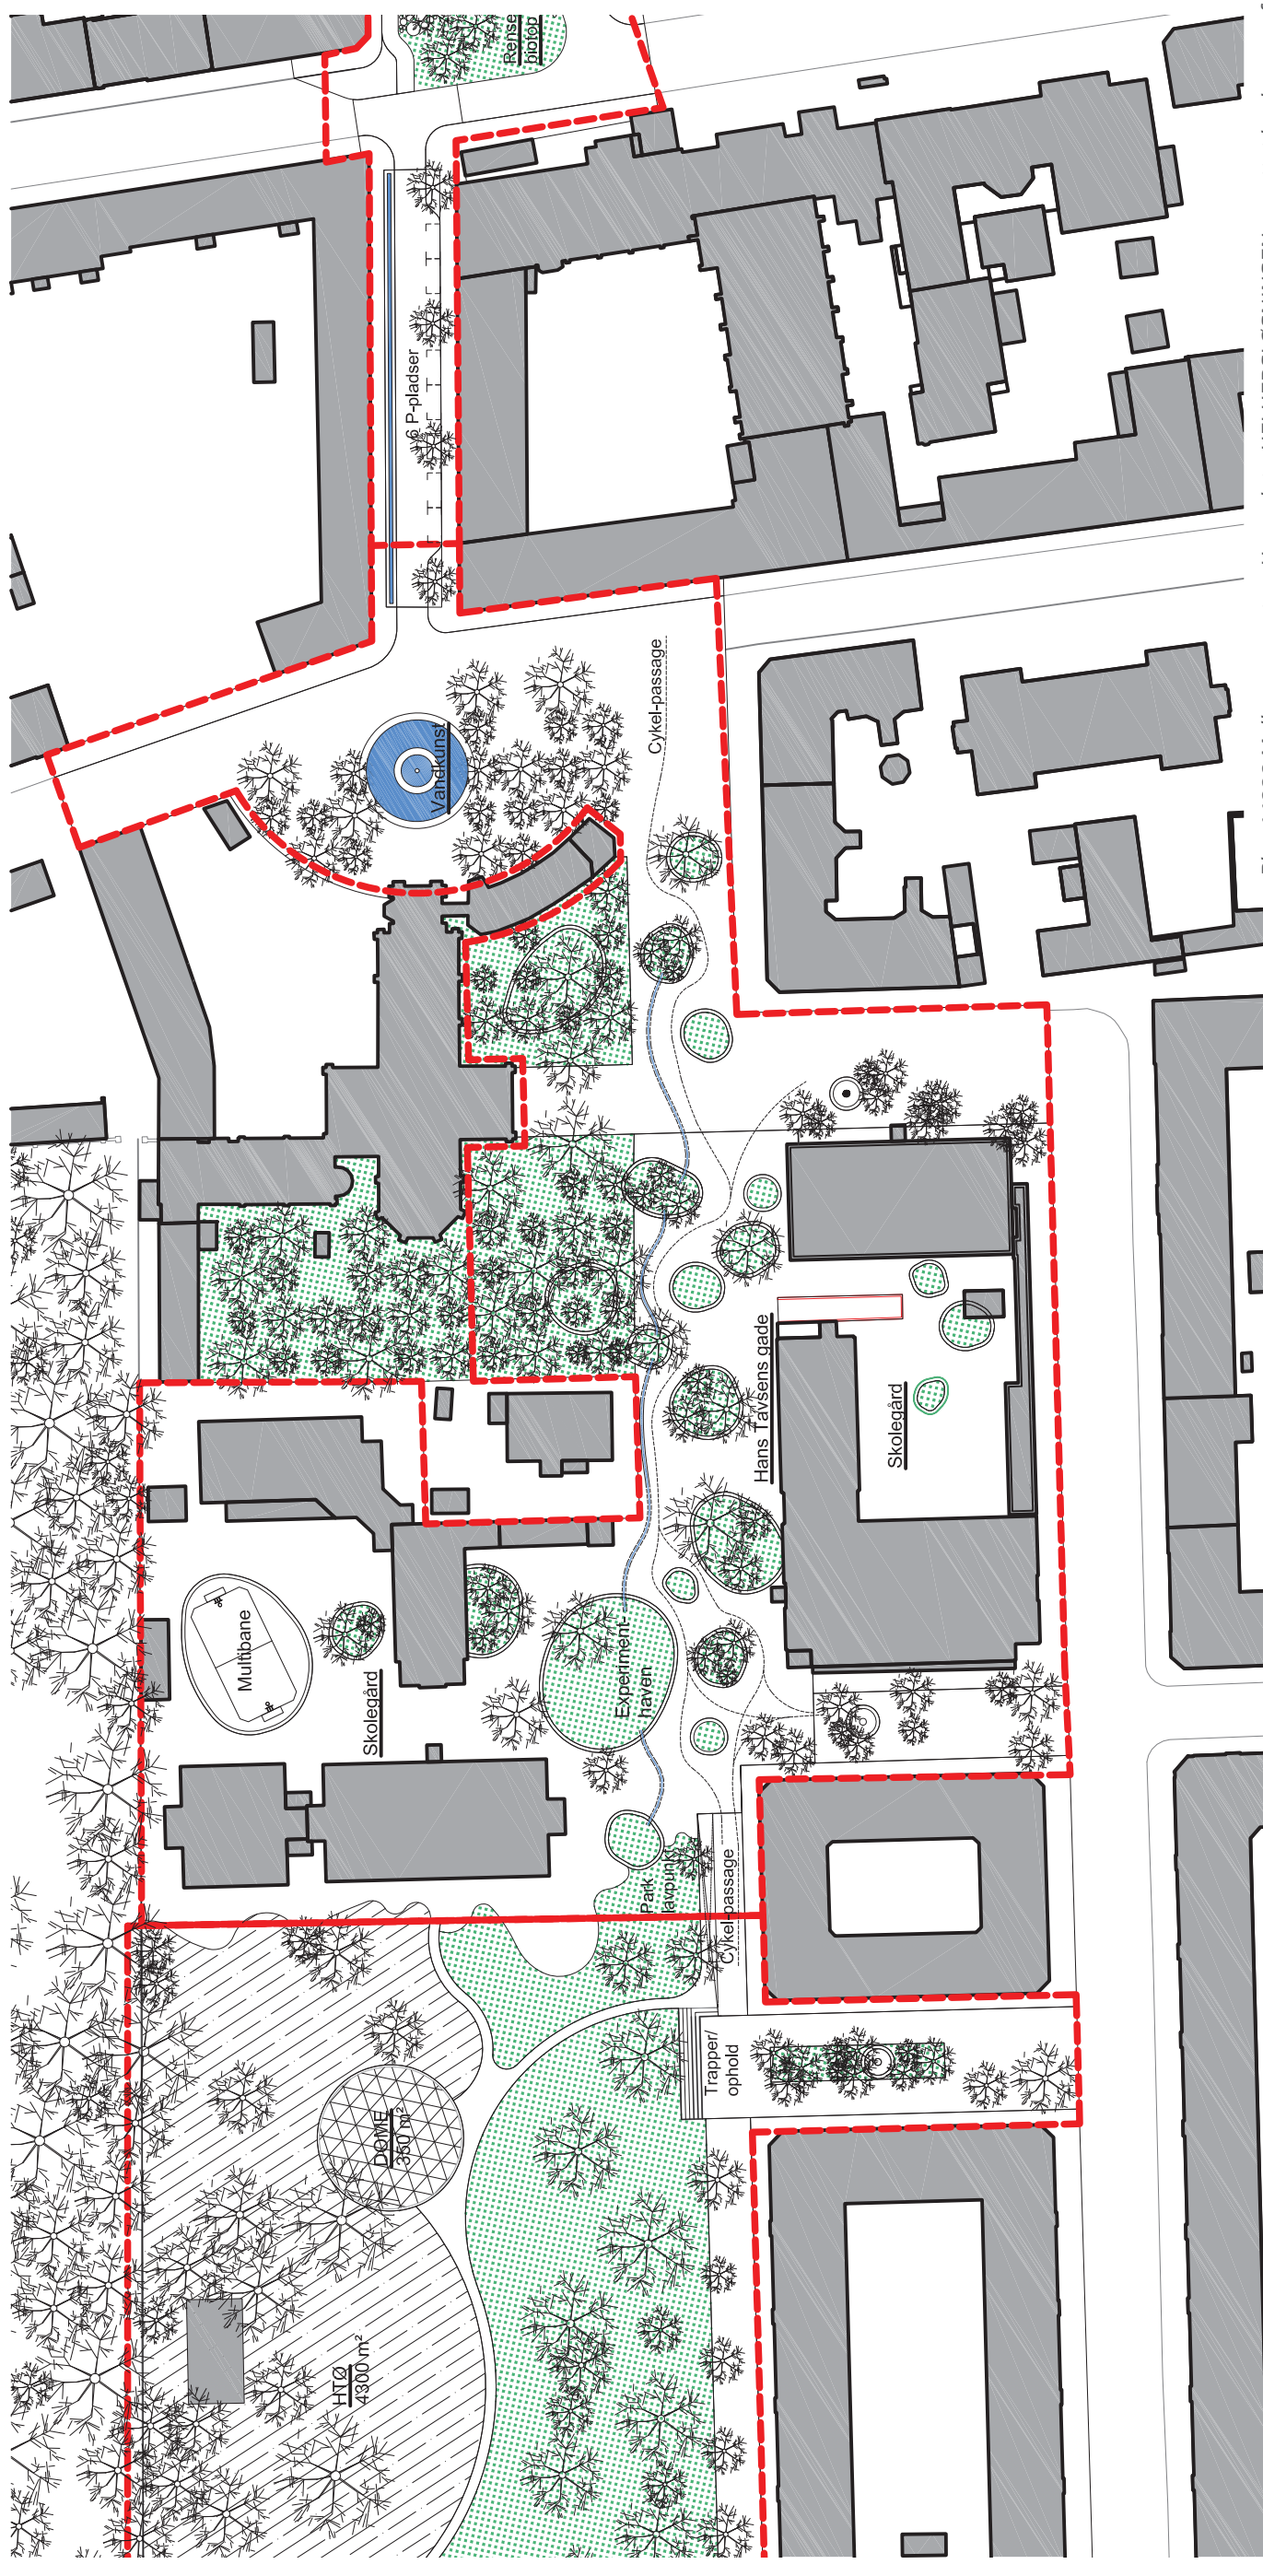 Rense
biotop
6 P-pladser
Vandkunst
Cykel-passage
Hans Tavsens gade
Skolegård
Multibane
Skolegård
Experiment-
haven
Park
lavpunkt
Cykel-passage
Trapper/
ophold
DOME
350 m²
HTØ
4300 m²